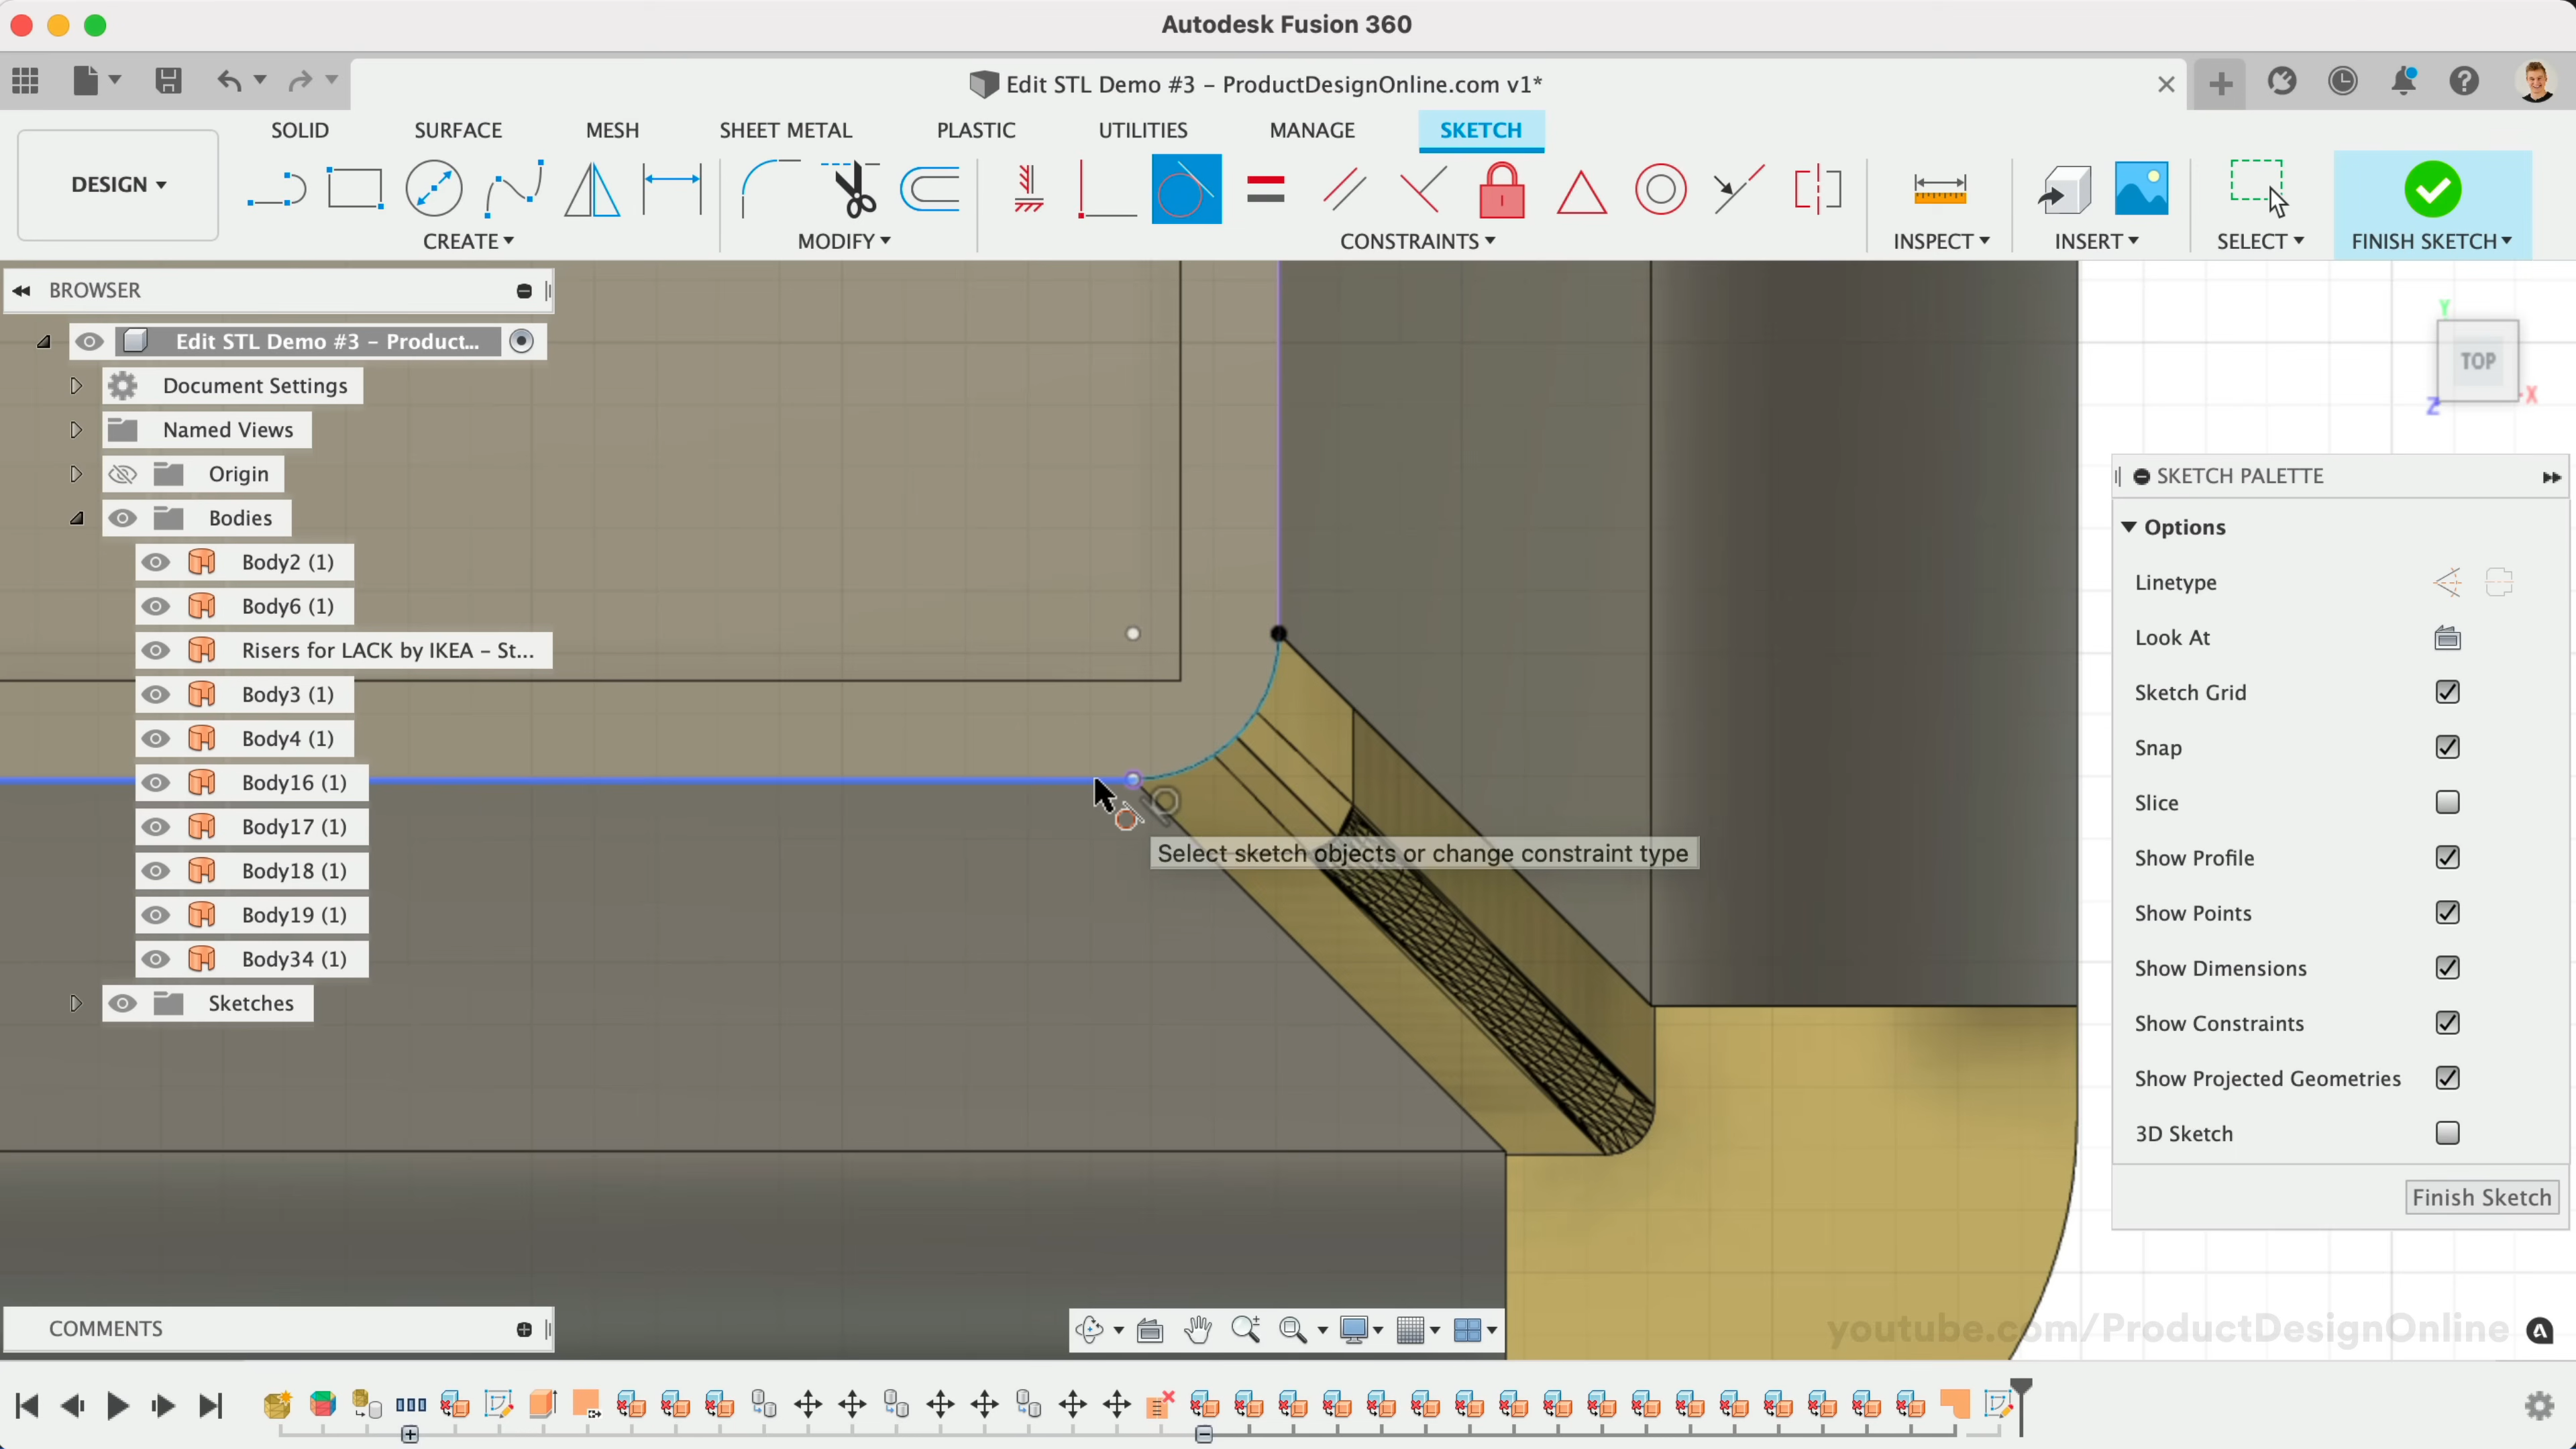 Autodesk Fusion 360
Edit STL Demo #3 – ProductDesignOnline.com v1*
SOLID SURFACE MESH SHEET METAL PLASTIC UTILITIES MANAGE SKETCH
DESIGN
CREATE MODIFY CONSTRAINTS INSPECT INSERT SELECT FINISH SKETCH
BROWSER
Edit STL Demo #3 – Product...
Document Settings
Named Views
Origin
Bodies
Body2 (1)
Body6 (1)
Risers for LACK by IKEA – St...
Body3 (1)
Body4 (1)
Body16 (1)
Body17 (1)
Body18 (1)
Body19 (1)
Body34 (1)
Sketches
Select sketch objects or change constraint type
Y
TOP
X
Z
SKETCH PALETTE
Options
Linetype
Look At
Sketch Grid
Snap
Slice
Show Profile
Show Points
Show Dimensions
Show Constraints
Show Projected Geometries
3D Sketch
Finish Sketch
COMMENTS
youtube.com/ProductDesignOnline